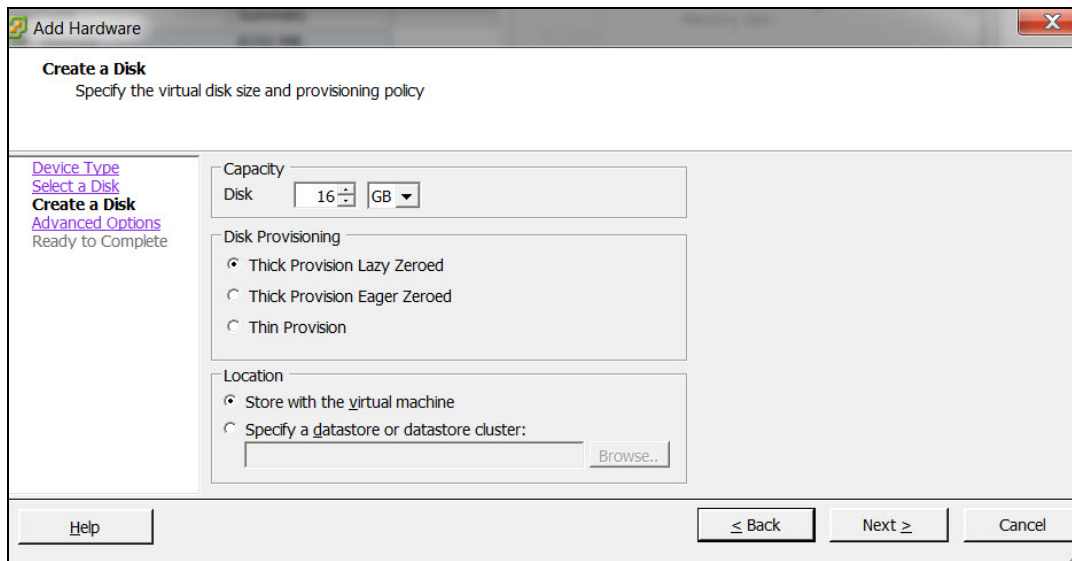 Add Hardware
Create a Disk
Specify the virtual disk size and provisioning policy
Device Type
Select a Disk
Create a Disk
Advanced Options
Ready to Complete
Capacity
Disk 16 GB
Disk Provisioning
Thick Provision Lazy Zeroed
Thick Provision Eager Zeroed
Thin Provision
Location
Store with the virtual machine
Specify a datastore or datastore cluster:
Browse..
Help
< Back
Next >
Cancel